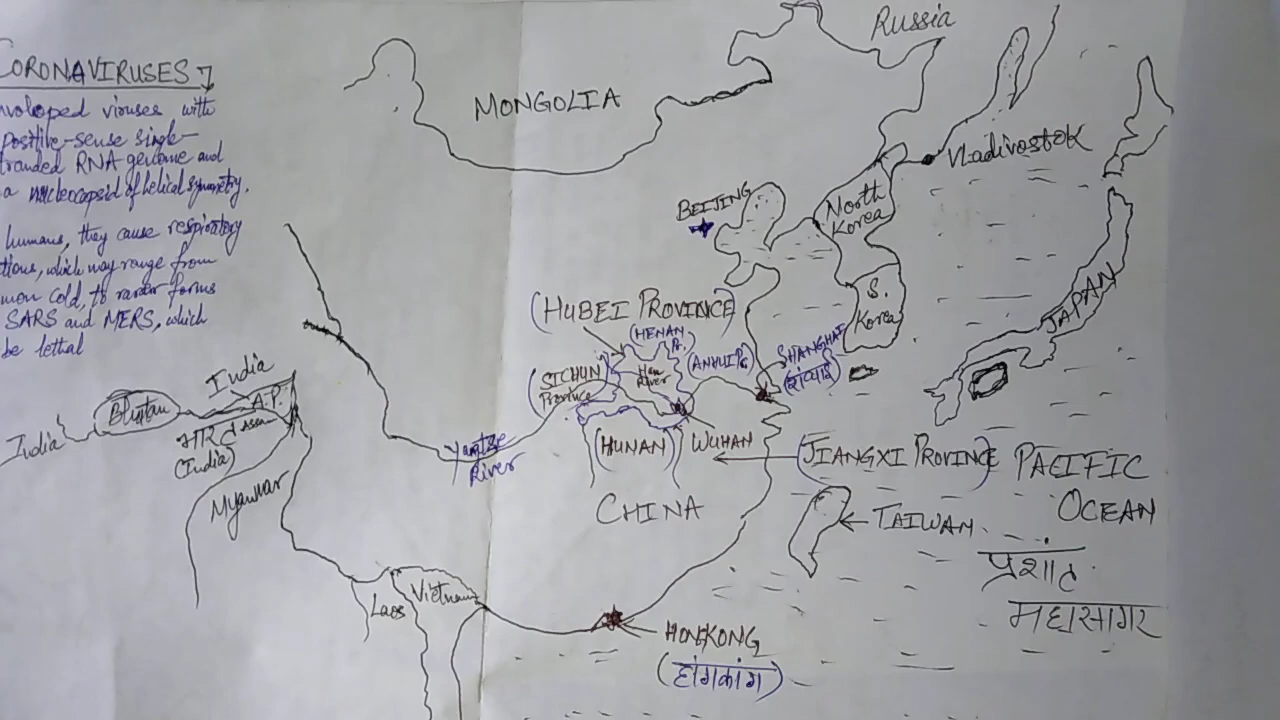 CORONAVIRUSES 7
nveloped viruses with
positive-sense single-
tranded RNA genome and
a nucleocapsid of helical symmetry.
humans, they cause respiratory
tions, which may range from
mon cold, to rarer forms
SARS and MERS, which
be lethal
Russia
MONGOLIA
Vladivostok
BEIJING
North
Korea
S.
Korea
JAPAN
(HUBEI PROVINCE)
(HENAN
Pr.)
(ANHUI Pr.)
SHANGHAI
(शंघाई)
(SICHUN
Province)
Han
River
India
Bhutan
A.P.
India
(India)
Myanmar
Yantze
River
(HUNAN)
WUHAN
(JIANGXI PROVINCE)
PACIFIC
OCEAN
CHINA
TAIWAN
प्रशांत
महासागर
Laos
Vietnam
HONKONG
(हांगकांग)